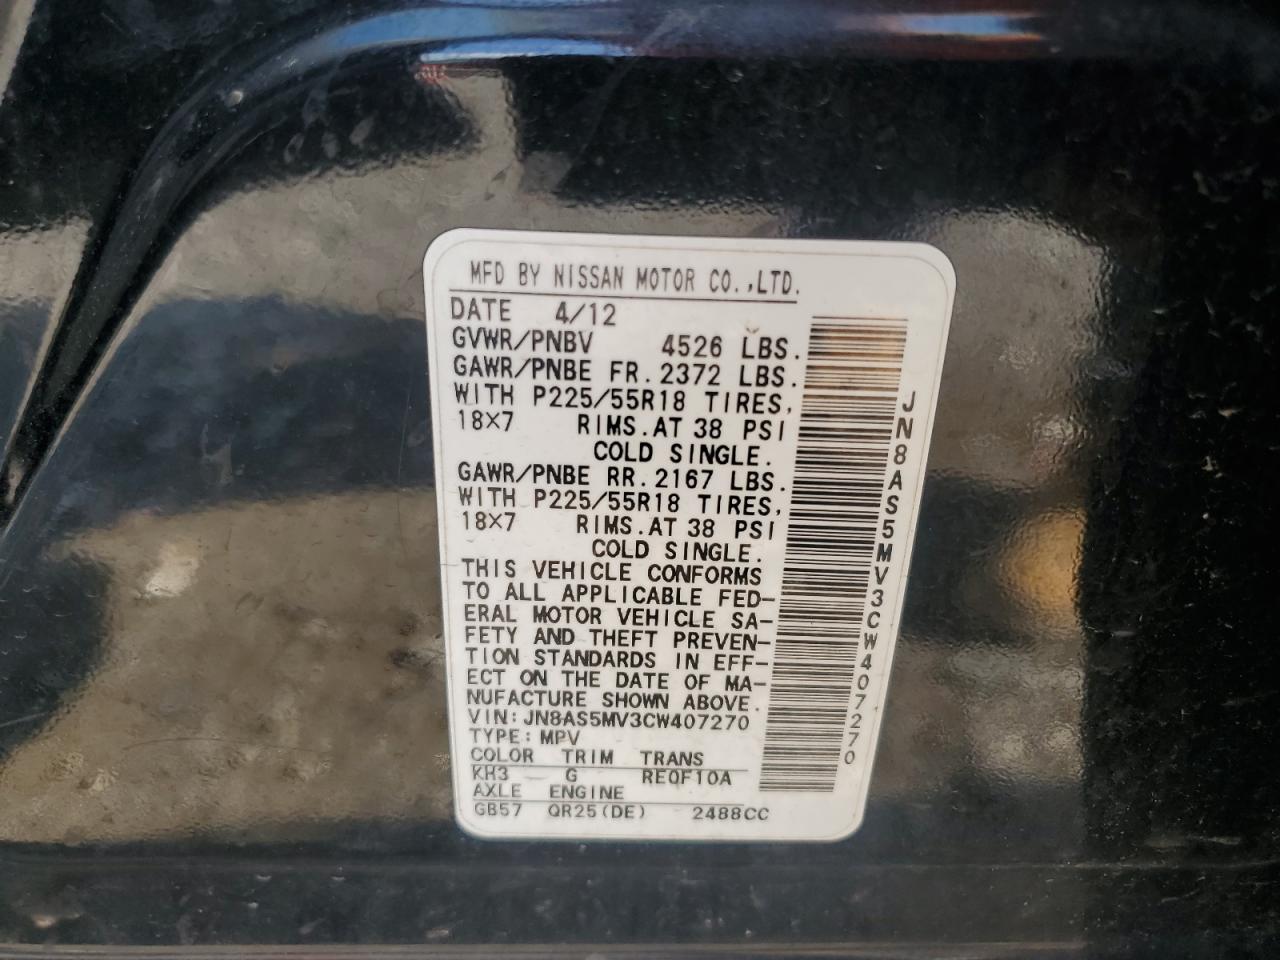 MFD BY NISSAN MOTOR CO.,LTD.
DATE 4/12
GVWR/PNBV 4526 LBS.
GAWR/PNBE FR. 2372 LBS.
WITH P225/55R18 TIRES,
18X7 RIMS.AT 38 PSI
COLD SINGLE.
GAWR/PNBE RR. 2167 LBS.
WITH P225/55R18 TIRES,
18X7 RIMS.AT 38 PSI
COLD SINGLE.
THIS VEHICLE CONFORMS
TO ALL APPLICABLE FED-
ERAL MOTOR VEHICLE SA-
FETY AND THEFT PREVEN-
TION STANDARDS IN EFF-
ECT ON THE DATE OF MA-
NUFACTURE SHOWN ABOVE.
VIN:JN8AS5MV3CW407270
TYPE:MPV
COLOR TRIM TRANS
KH3 G RE0F10A
AXLE ENGINE
GB57 QR25(DE) 2488CC
JN8AS5MV3CW407270